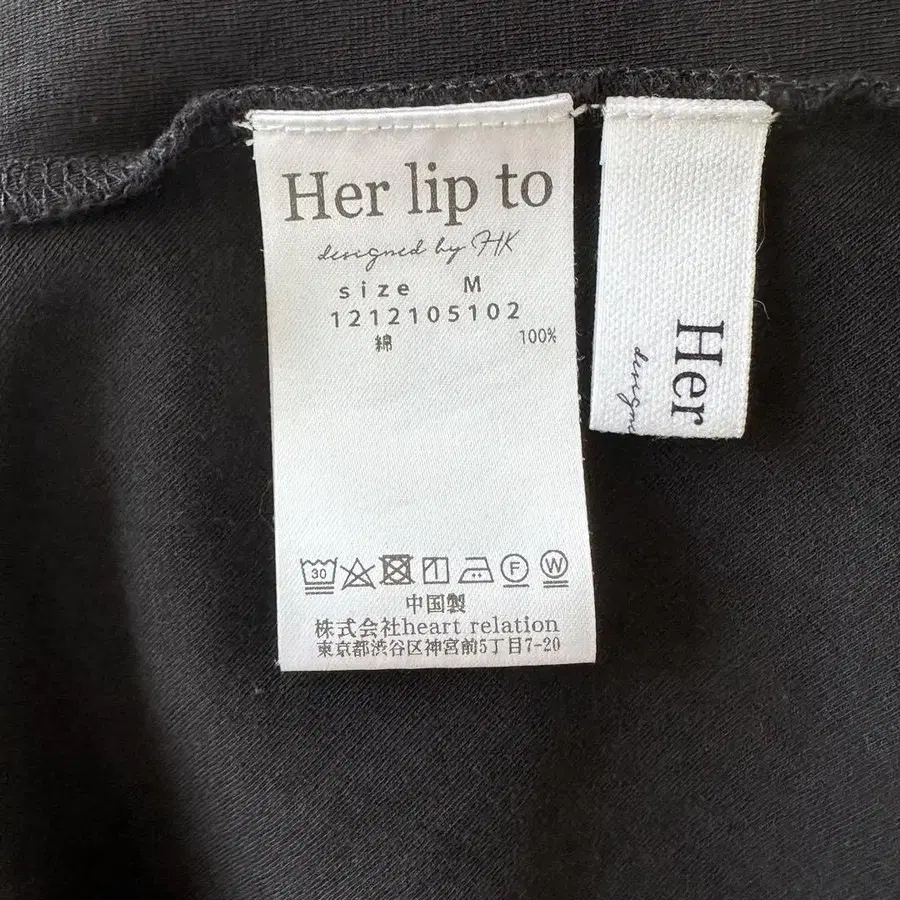 Her lip to
designed by HK
size M
1212105102
綿 100%
30 F W
中国製
株式会社heart relation
東京都渋谷区神宮前5丁目7-20
Her
design